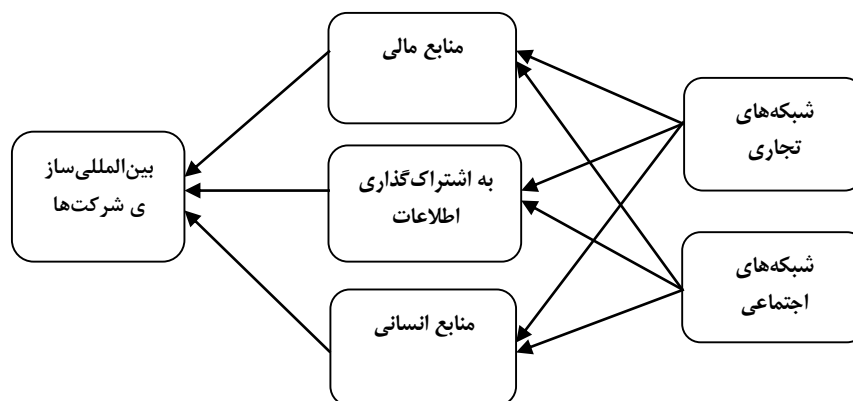 منابع مالی
شبکه‌های
تجاری
بین‌المللی‌ساز
ی شرکت‌ها
به اشتراک‌گذاری
اطلاعات
شبکه‌های
اجتماعی
منابع انسانی